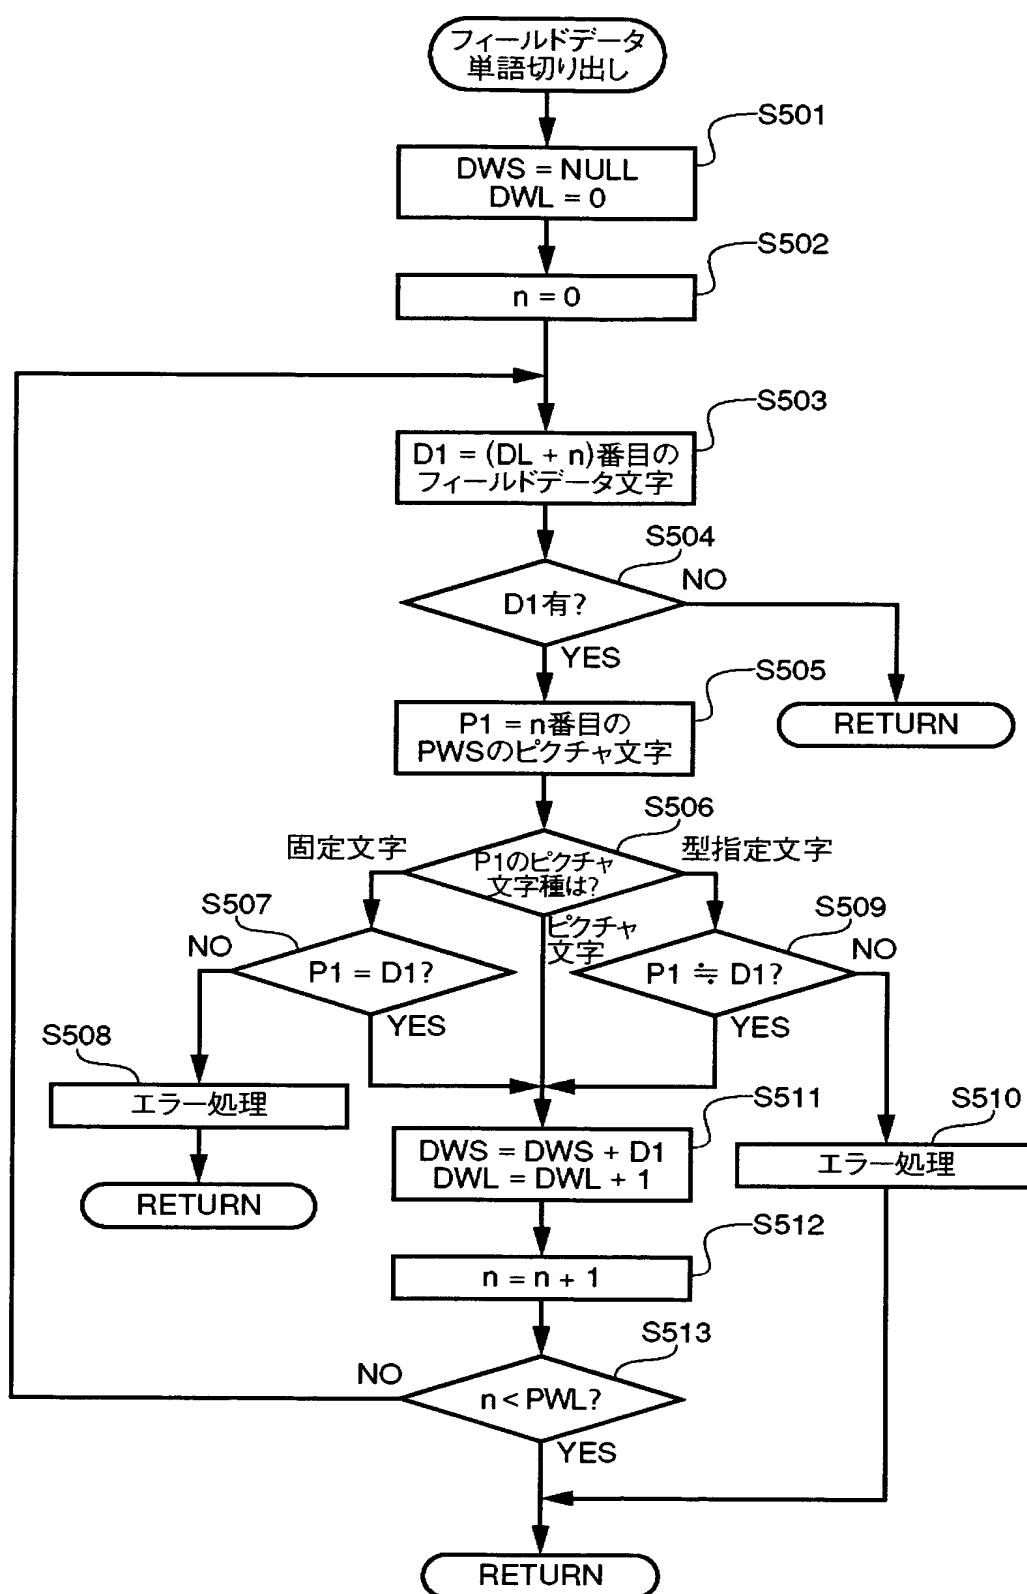 フィールドデータ
単語切り出し
S501
DWS = NULL
DWL = 0
S502
n = 0
S503
D1 = (DL + n)番目の
フィールドデータ文字
S504
NO
D1有?
YES
S505
P1 = n番目の
PWSのピクチャ文字
RETURN
S506
固定文字
型指定文字
P1のピクチャ
文字種は?
S507
S509
ピクチャ
文字
NO
NO
P1 = D1?
P1 ≒ D1?
YES
YES
S508
エラー処理
S511
S510
DWS = DWS + D1
DWL = DWL + 1
エラー処理
RETURN
S512
n = n + 1
S513
NO
n < PWL?
YES
RETURN